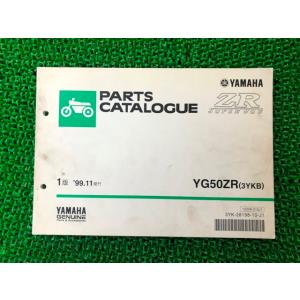 PARTS
CATALOGUE
YAMAHA
ZR
1版 '99.11発行
YG50ZR(3YKB)
YAMAHA
GENUINE